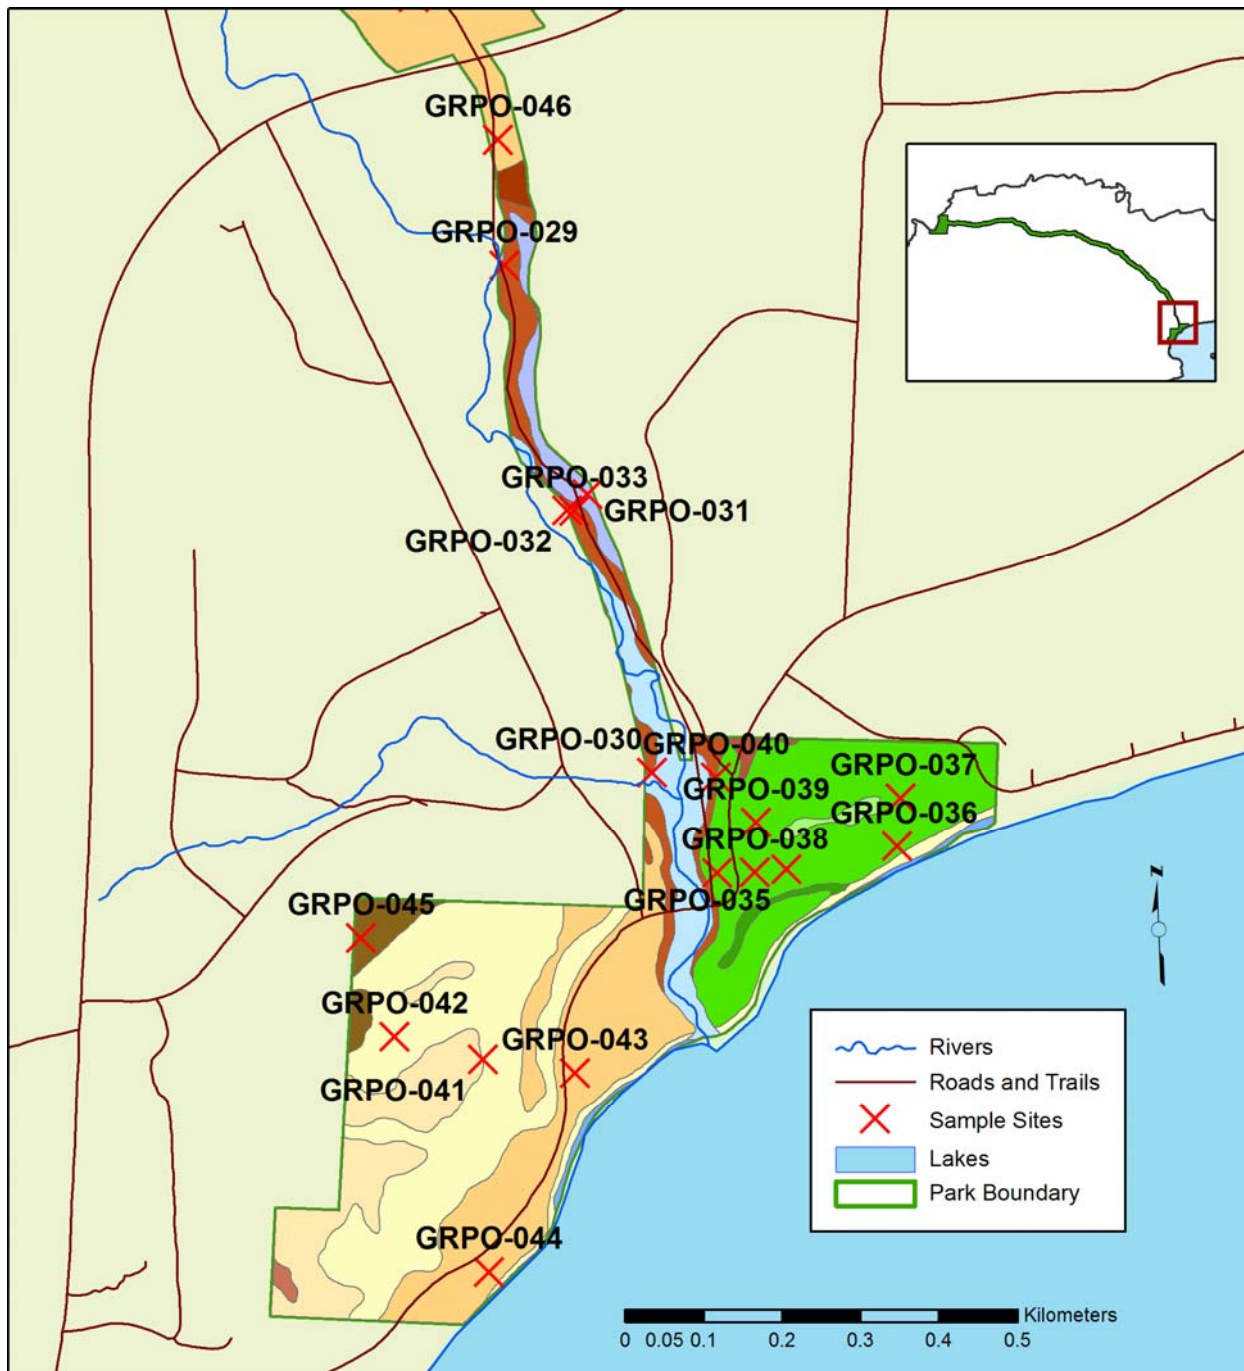 GRPO-046
GRPO-029
GRPO-033
GRPO-031
GRPO-032
GRPO-030
GRPO-040
GRPO-037
GRPO-039
GRPO-036
GRPO-038
GRPO-035
GRPO-045
GRPO-042
GRPO-043
GRPO-041
GRPO-044
N
Rivers
Roads and Trails
Sample Sites
Lakes
Park Boundary
Kilometers
0 0.05 0.1 0.2 0.3 0.4 0.5